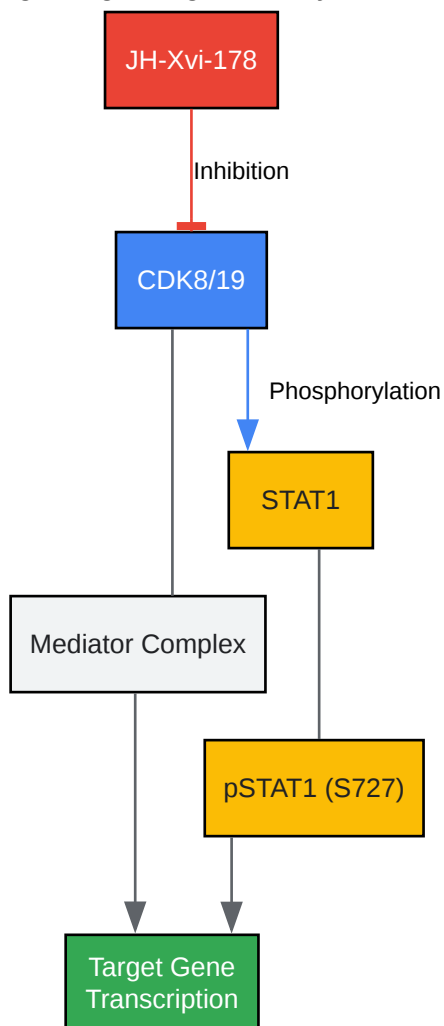 JH-Xvi-178
Inhibition
CDK8/19
Phosphorylation
STAT1
Mediator Complex
pSTAT1 (S727)
Target Gene
Transcription